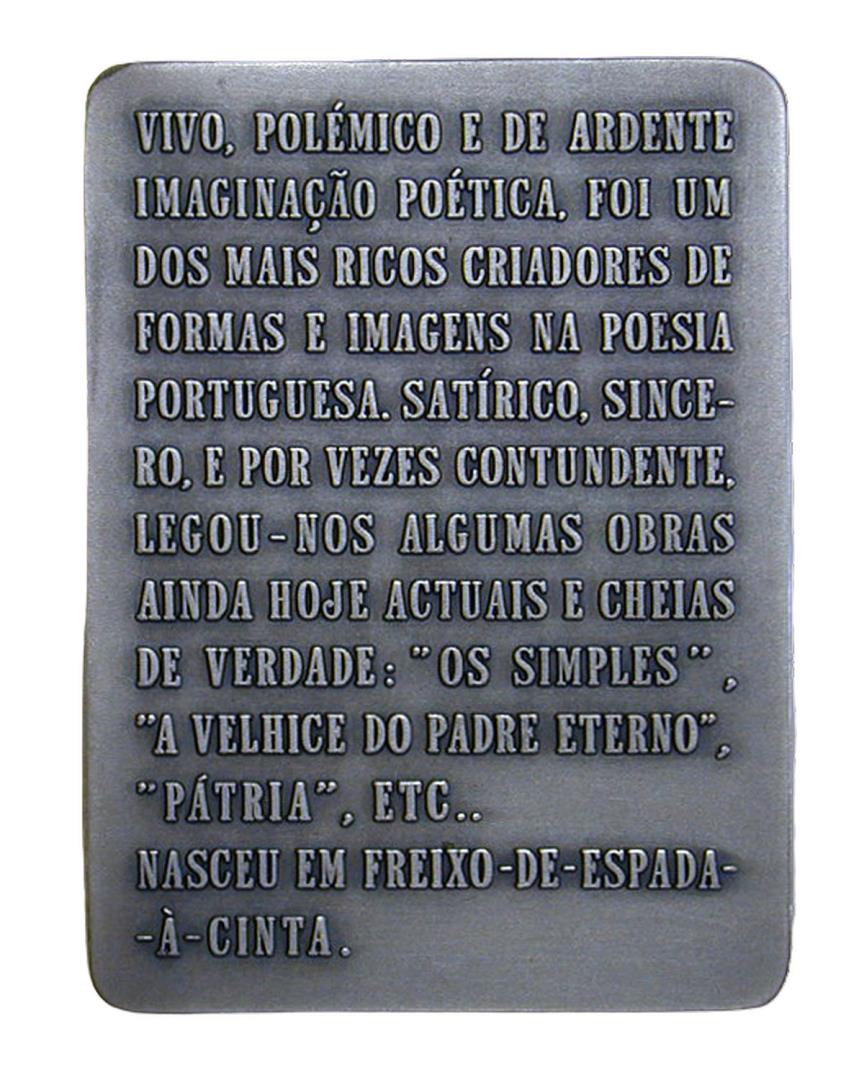 VIVO, POLÉMICO E DE ARDENTE
IMAGINAÇÃO POÉTICA. FOI UM
DOS MAIS RICOS CRIADORES DE
FORMAS E IMAGENS NA POESIA
PORTUGUESA. SATÍRICO, SINCE-
RO, E POR VEZES CONTUNDENTE,
LEGOU-NOS ALGUMAS OBRAS
AINDA HOJE ACTUAIS E CHEIAS
DE VERDADE: ”OS SIMPLES”,
”A VELHICE DO PADRE ETERNO”,
”PÁTRIA”, ETC..
NASCEU EM FREIXO-DE-ESPADA-
-À-CINTA.